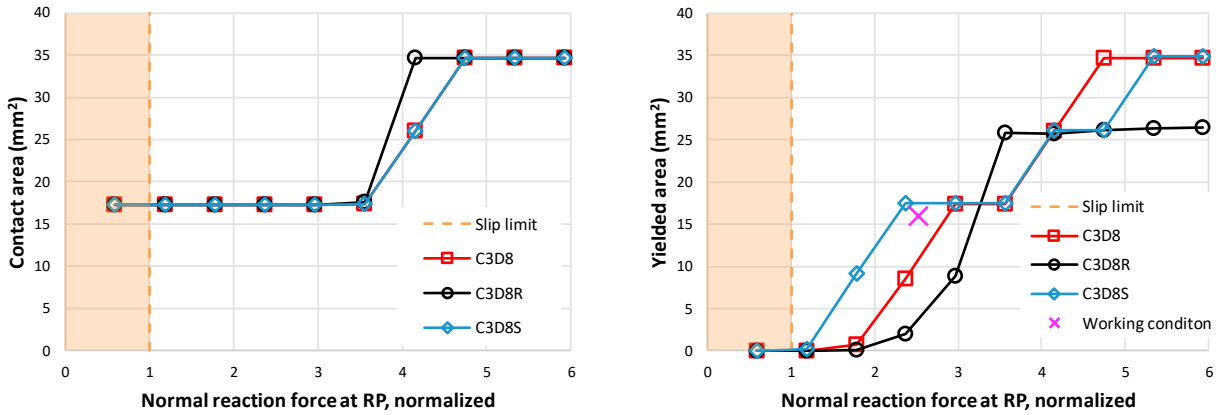 Contact area (mm²)
40
35
30
25
20
15
10
5
0
0 1 2 3 4 5 6
Normal reaction force at RP, normalized
Slip limit
C3D8
C3D8R
C3D8S
Yielded area (mm²)
40
35
30
25
20
15
10
5
0
0 1 2 3 4 5 6
Normal reaction force at RP, normalized
Slip limit
C3D8
C3D8R
C3D8S
Working conditon